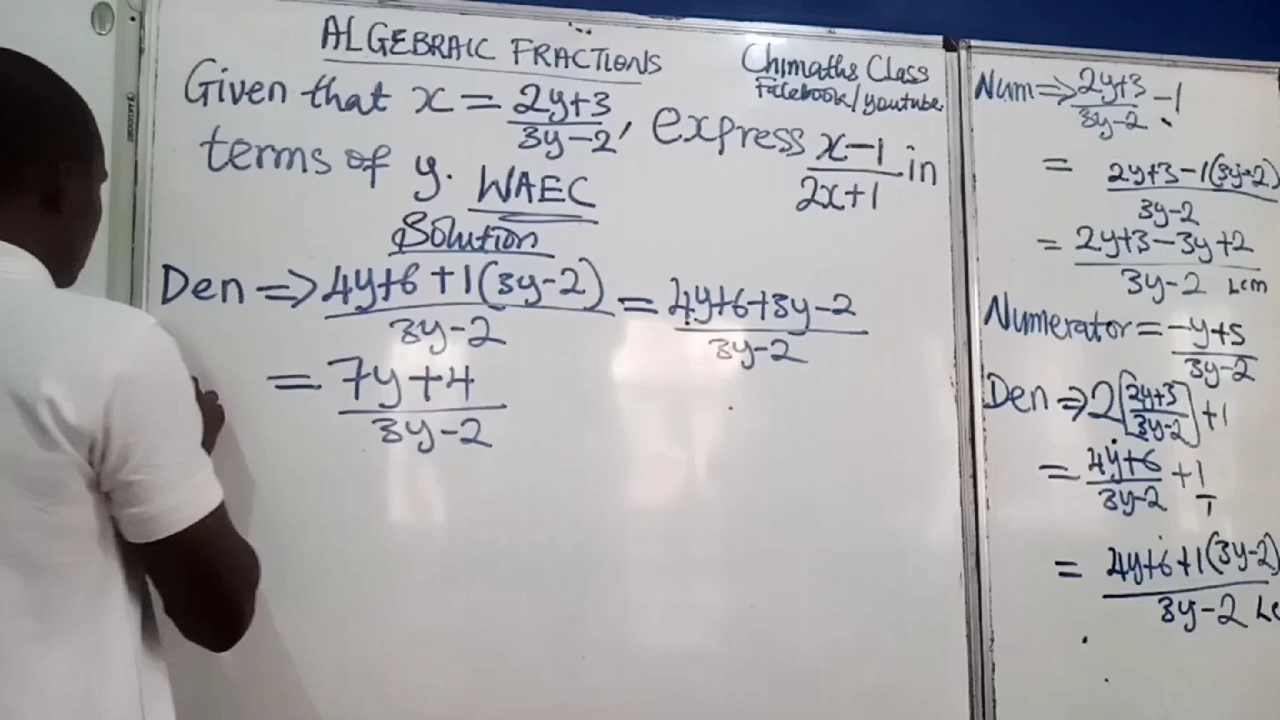 ALGEBRAIC FRACTIONS
Chimaths Class
Facebook/youtube
Given that x = (2y+3)/(3y-2), express (x-1)/(2x+1) in
terms of y. WAEC
Solution
Den => (4y+6+1(3y-2))/(3y-2) = (4y+6+3y-2)/(3y-2)
= (7y+4)/(3y-2)
Num => (2y+3)/(3y-2) - 1
= (2y+3-1(3y-2))/(3y-2)
= (2y+3-3y+2)/(3y-2) Lcm
Numerator = (-y+5)/(3y-2)
Den => 2[(2y+3)/(3y-2)] + 1
= (4y+6)/(3y-2) + 1/1
= (4y+6+1(3y-2))/(3y-2)